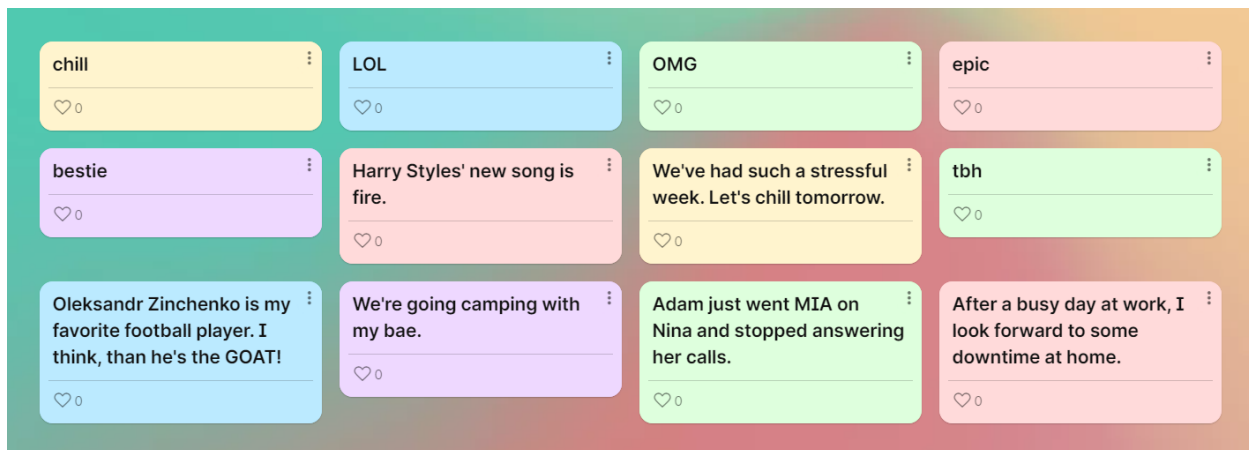 chill
0
LOL
0
OMG
0
epic
0
bestie
0
Harry Styles' new song is
fire.
0
We've had such a stressful
week. Let's chill tomorrow.
0
tbh
0
Oleksandr Zinchenko is my
favorite football player. I
think, than he's the GOAT!
0
We're going camping with
my bae.
0
Adam just went MIA on
Nina and stopped answering
her calls.
0
After a busy day at work, I
look forward to some
downtime at home.
0